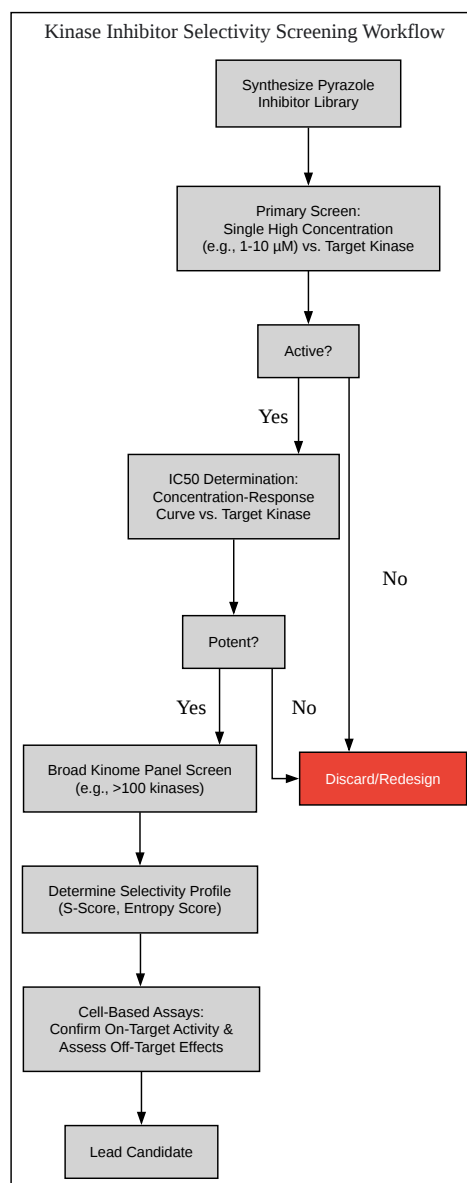 Kinase Inhibitor Selectivity Screening Workflow
Synthesize Pyrazole
Inhibitor Library
Primary Screen:
Single High Concentration
(e.g., 1-10 µM) vs. Target Kinase
Active?
Yes
IC50 Determination:
Concentration-Response
Curve vs. Target Kinase
No
Potent?
Yes
No
Broad Kinome Panel Screen
(e.g., >100 kinases)
Discard/Redesign
Determine Selectivity Profile
(S-Score, Entropy Score)
Cell-Based Assays:
Confirm On-Target Activity &
Assess Off-Target Effects
Lead Candidate